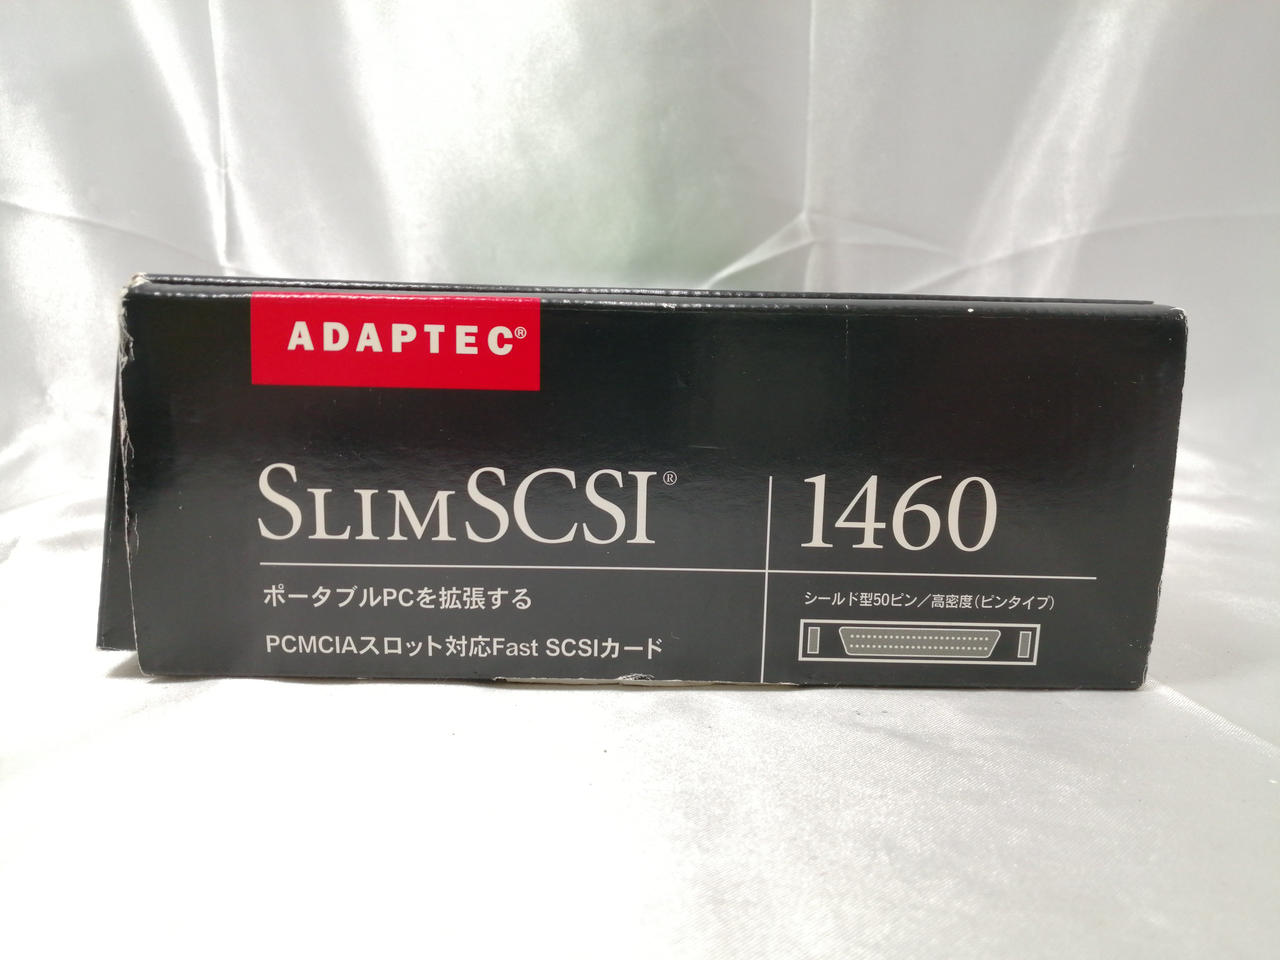 ADAPTEC®
SLIMSCSI® 1460
ポータブルPCを拡張する
PCMCIAスロット対応Fast SCSIカード
シールド型50ピン／高密度(ピンタイプ)